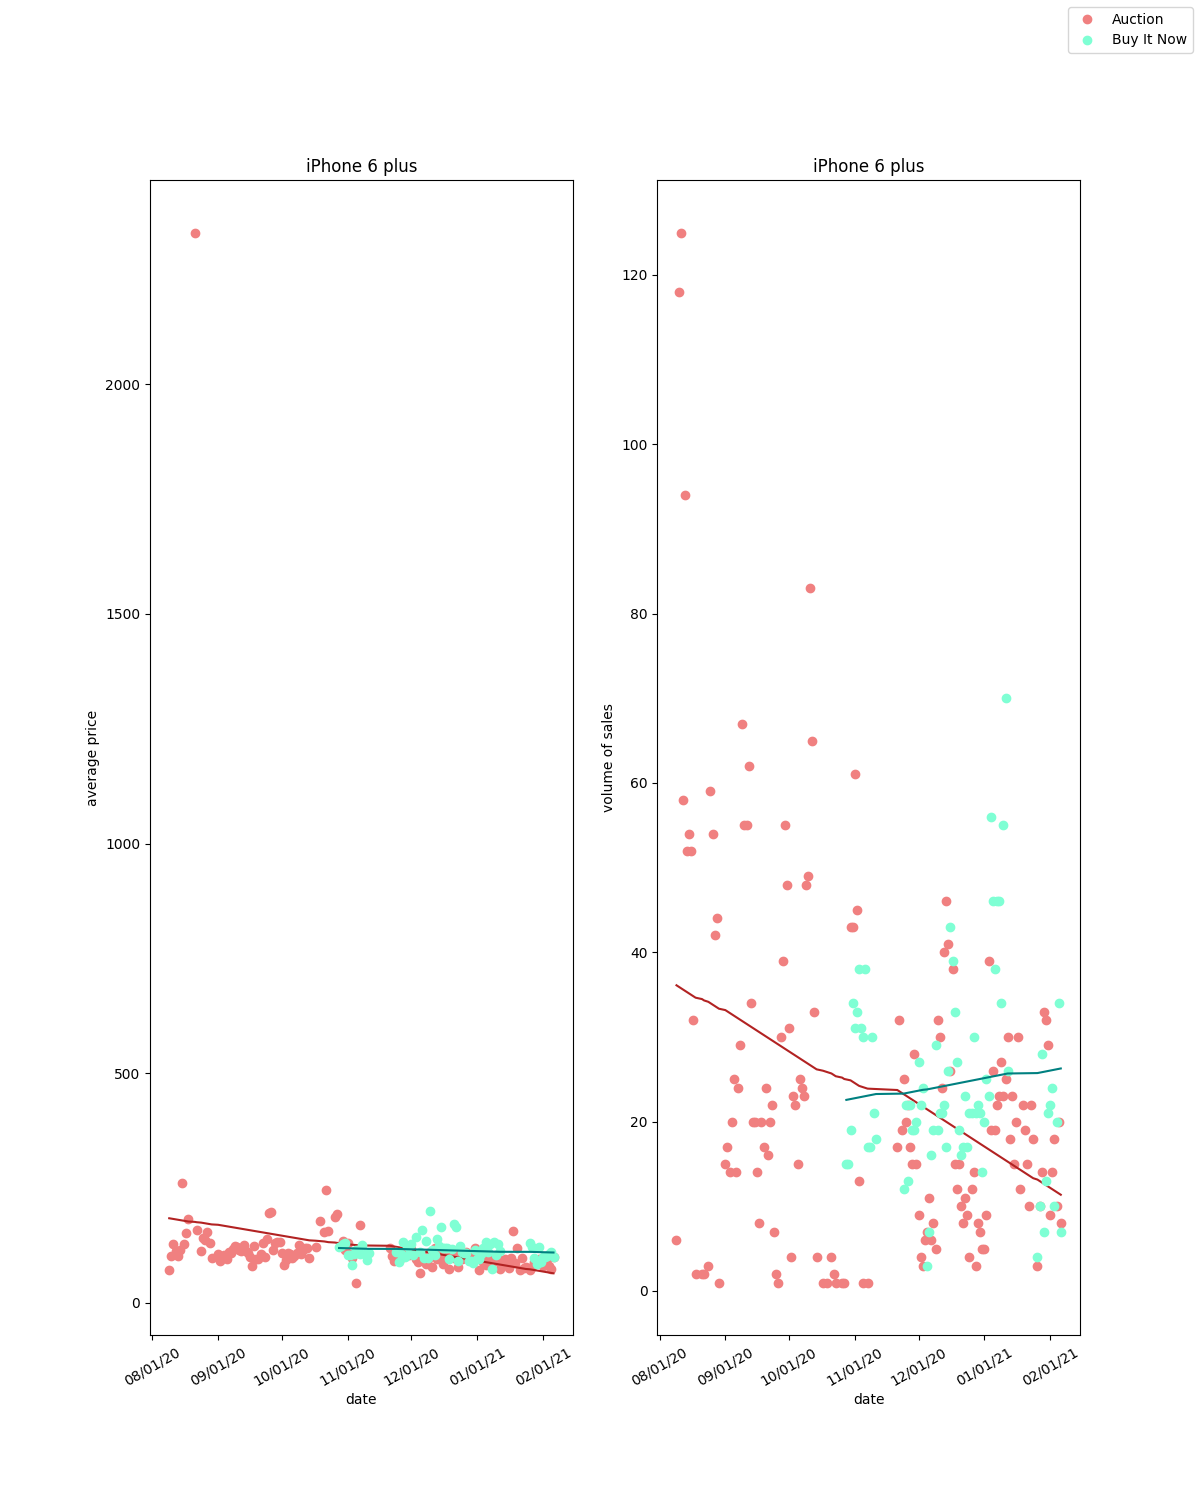 Auction
Buy It Now
iPhone 6 plus
average price
2000
1500
1000
500
0
08/01/20 09/01/20 10/01/20 11/01/20 12/01/20 01/01/21 02/01/21
date
iPhone 6 plus
volume of sales
120
100
80
60
40
20
0
08/01/20 09/01/20 10/01/20 11/01/20 12/01/20 01/01/21 02/01/21
date